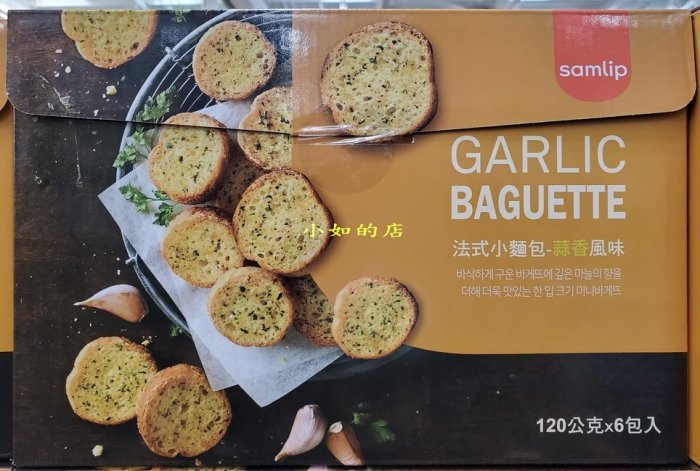 samlip
GARLIC
BAGUETTE
小如的店
法式小麵包-蒜香風味
바삭하게 구운 바게뜨에 깊은 마늘의 향을
더해 더욱 맛있는 한 입 크기 미니바게뜨
120公克x6包入